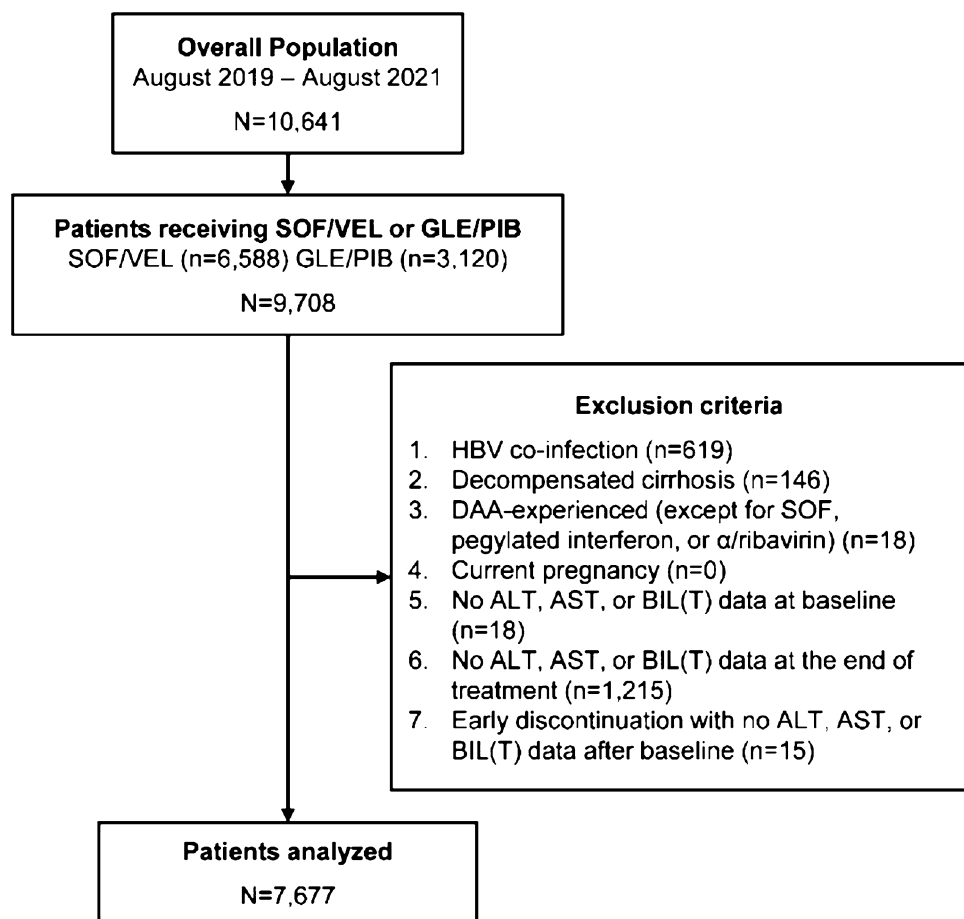 Overall Population
August 2019 – August 2021
N=10,641
Patients receiving SOF/VEL or GLE/PIB
SOF/VEL (n=6,588) GLE/PIB (n=3,120)
N=9,708
Exclusion criteria
1. HBV co-infection (n=619)
2. Decompensated cirrhosis (n=146)
3. DAA-experienced (except for SOF,
pegylated interferon, or α/ribavirin) (n=18)
4. Current pregnancy (n=0)
5. No ALT, AST, or BIL(T) data at baseline
(n=18)
6. No ALT, AST, or BIL(T) data at the end of
treatment (n=1,215)
7. Early discontinuation with no ALT, AST, or
BIL(T) data after baseline (n=15)
Patients analyzed
N=7,677